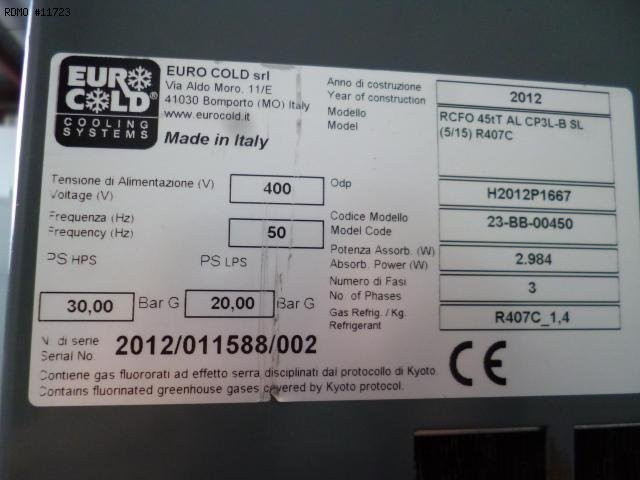 RDMO #11723
EURO COLD®
COOLING SYSTEMS
EURO COLD srl
Via Aldo Moro. 11/E
41030 Bomporto (MO) Italy
www.eurocold.it
Made in Italy
Anno di costruzione
Year of construction
2012
Modello
Model
RCFO 45tT AL CP3L-B SL
(5/15) R407C
Tensione di Alimentazione (V)
Voltage (V)
400
Odp
H2012P1667
Frequenza (Hz)
Frequency (Hz)
50
Codice Modello
Model Code
23-BB-00450
PS HPS
PS LPS
Potenza Assorb. (W)
Absorb. Power (W)
2.984
30,00 Bar G
20,00 Bar G
Numero di Fasi
No. of Phases
3
Gas Refrig. / Kg.
Refrigerant
R407C_1,4
N. di serie
Serial No.
2012/011588/002
CE
Contiene gas fluororati ad effetto serra disciplinati dal protocollo di Kyoto.
Contains fluorinated greenhouse gases covered by Kyoto protocol.